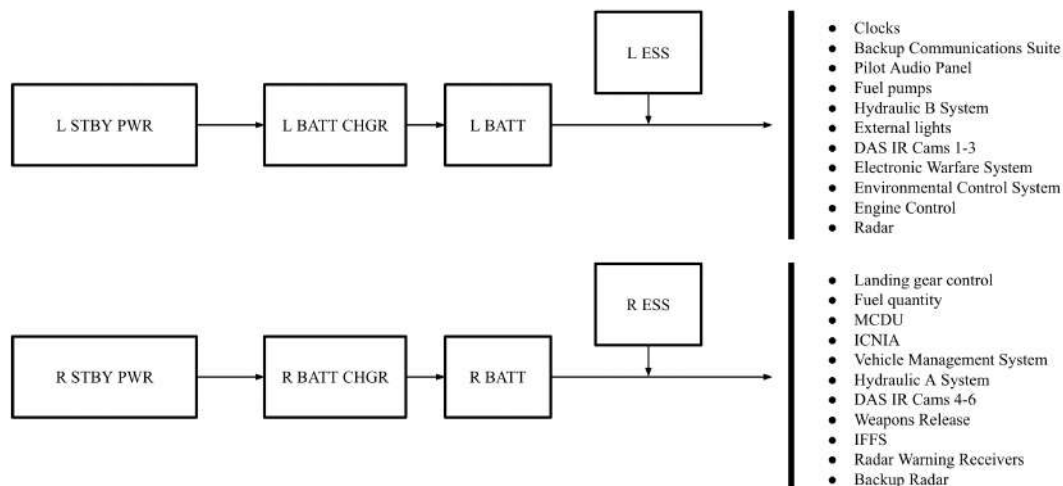 L ESS
L STBY PWR
L BATT CHGR
L BATT
● Clocks
● Backup Communications Suite
● Pilot Audio Panel
● Fuel pumps
● Hydraulic B System
● External lights
● DAS IR Cams 1-3
● Electronic Warfare System
● Environmental Control System
● Engine Control
● Radar
R ESS
R STBY PWR
R BATT CHGR
R BATT
● Landing gear control
● Fuel quantity
● MCDU
● ICNIA
● Vehicle Management System
● Hydraulic A System
● DAS IR Cams 4-6
● Weapons Release
● IFFS
● Radar Warning Receivers
● Backup Radar